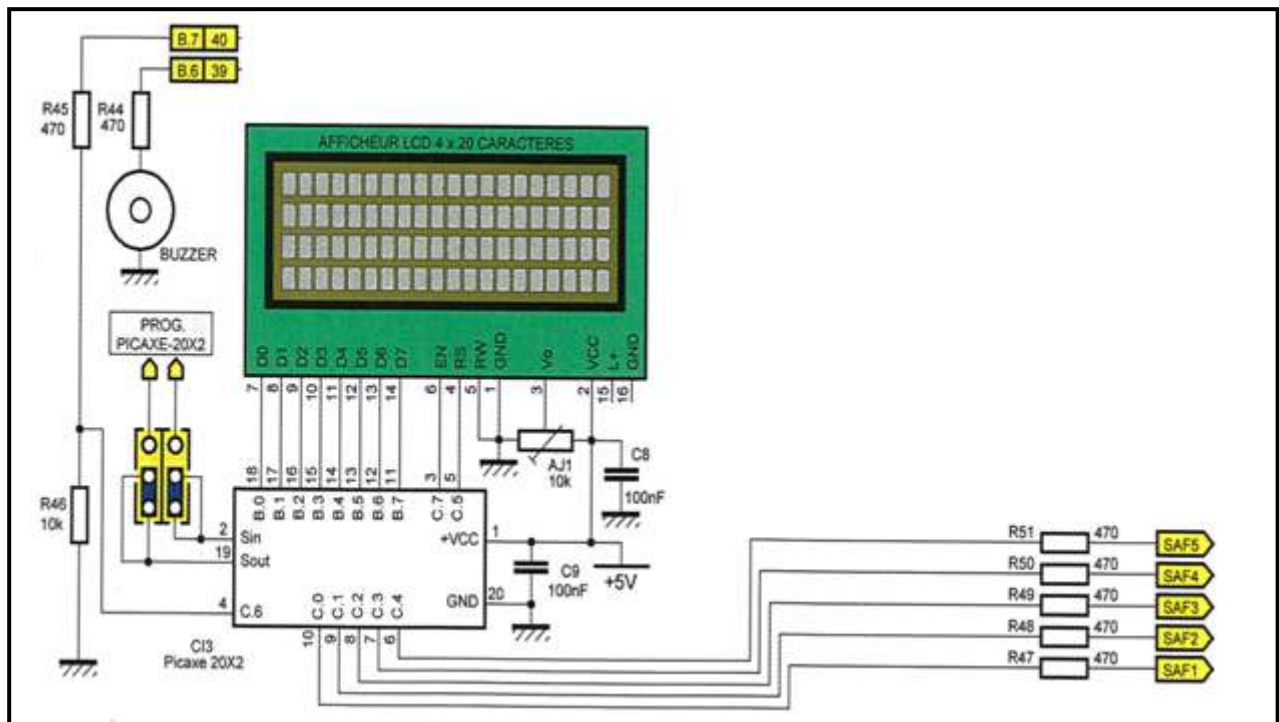 B.7 40
B.6 39
R45 470
R44 470
BUZZER
AFFICHEUR LCD 4 x 20 CARACTERES
D0 D1 D2 D3 D4 D5 D6 D7 EN RS RW GND Vo VCC L+ GND
7 8 9 10 11 12 13 14 6 4 5 1 3 2 15 16
PROG.
PICAXE-20X2
AJ1
10k
C8
100nF
18 17 16 15 14 13 12 11 3 5
B.0 B.1 B.2 B.3 B.4 B.5 B.6 B.7 C.7 C.5
R46
10k
2 Sin
19 Sout
4 C.6
+VCC 1
GND 20
C9
100nF
+5V
C.0 C.1 C.2 C.3 C.4
10 9 8 7 6
CI3
Picaxe 20X2
R51 470 SAF5
R50 470 SAF4
R49 470 SAF3
R48 470 SAF2
R47 470 SAF1